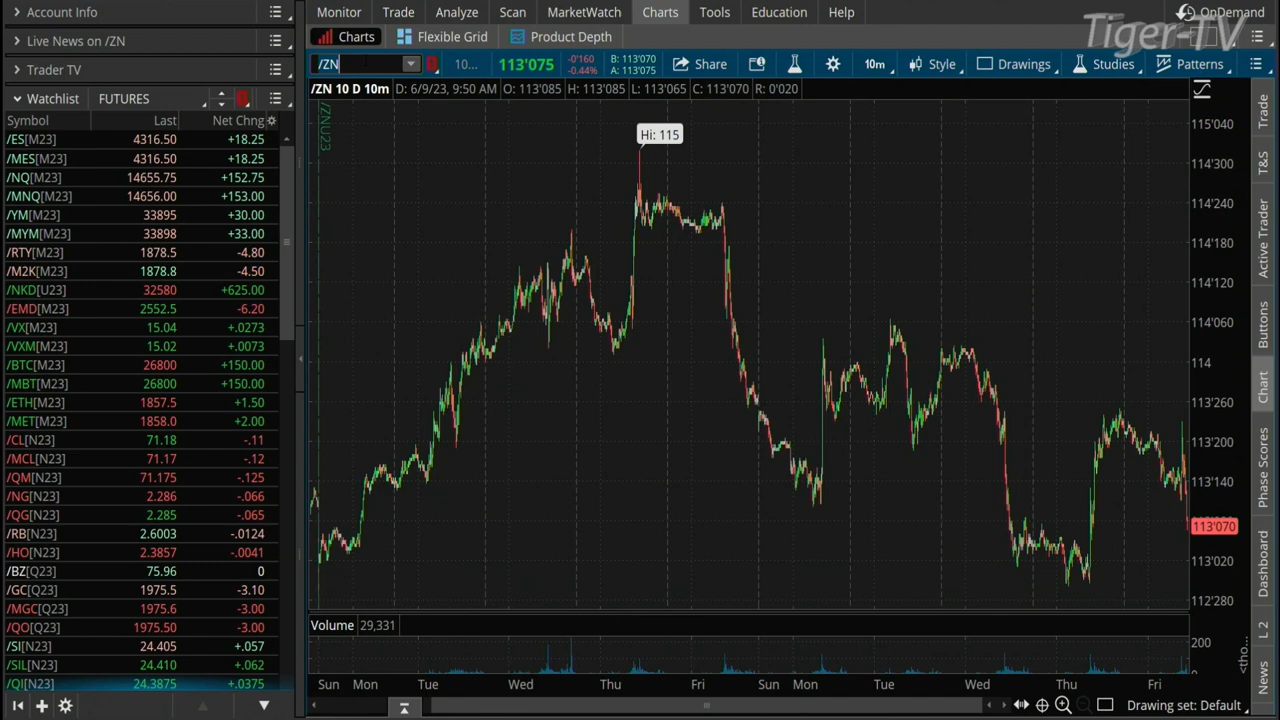 Account Info
Live News on /ZN
Trader TV
Watchlist FUTURES
Symbol Last Net Chng
/ES[M23] 4316.50 +18.25
/MES[M23] 4316.50 +18.25
/NQ[M23] 14655.75 +152.75
/MNQ[M23] 14656.00 +153.00
/YM[M23] 33895 +30.00
/MYM[M23] 33898 +33.00
/RTY[M23] 1878.5 -4.80
/M2K[M23] 1878.8 -4.50
/NKD[U23] 32580 +625.00
/EMD[M23] 2552.5 -6.20
/VX[M23] 15.04 +.0273
/VXM[M23] 15.02 +.0073
/BTC[M23] 26800 +150.00
/MBT[M23] 26800 +150.00
/ETH[M23] 1857.5 +1.50
/MET[M23] 1858.0 +2.00
/CL[N23] 71.18 -.11
/MCL[N23] 71.17 -.12
/QM[N23] 71.175 -.125
/NG[N23] 2.286 -.066
/QG[N23] 2.285 -.065
/RB[N23] 2.6003 -.0124
/HO[N23] 2.3857 -.0041
/BZ[Q23] 75.96 0
/GC[Q23] 1975.5 -3.10
/MGC[Q23] 1975.6 -3.00
/QO[Q23] 1975.50 -3.00
/SI[N23] 24.405 +.057
/SIL[N23] 24.410 +.062
/QI[N23] 24.3875 +.0375
Monitor Trade Analyze Scan MarketWatch Charts Tools Education Help OnDemand
Tiger-TV
Charts Flexible Grid Product Depth
/ZN 10... 113'075 -0'160 -0.44% B: 113'070 A: 113'075 Share 10m Style Drawings Studies Patterns
/ZN 10 D 10m D: 6/9/23, 9:50 AM O: 113'085 H: 113'085 L: 113'065 C: 113'070 R: 0'020
/ZNU23
Hi: 115
115'040
114'300
114'240
114'180
114'120
114'060
114
113'260
113'200
113'140
113'070
113'020
112'280
Volume 29,331
200
0
Sun Mon Tue Wed Thu Fri Sun Mon Tue Wed Thu Fri
Drawing set: Default
Trade
T&S
Active Trader
Buttons
Chart
Phase Scores
Dashboard
L 2
News